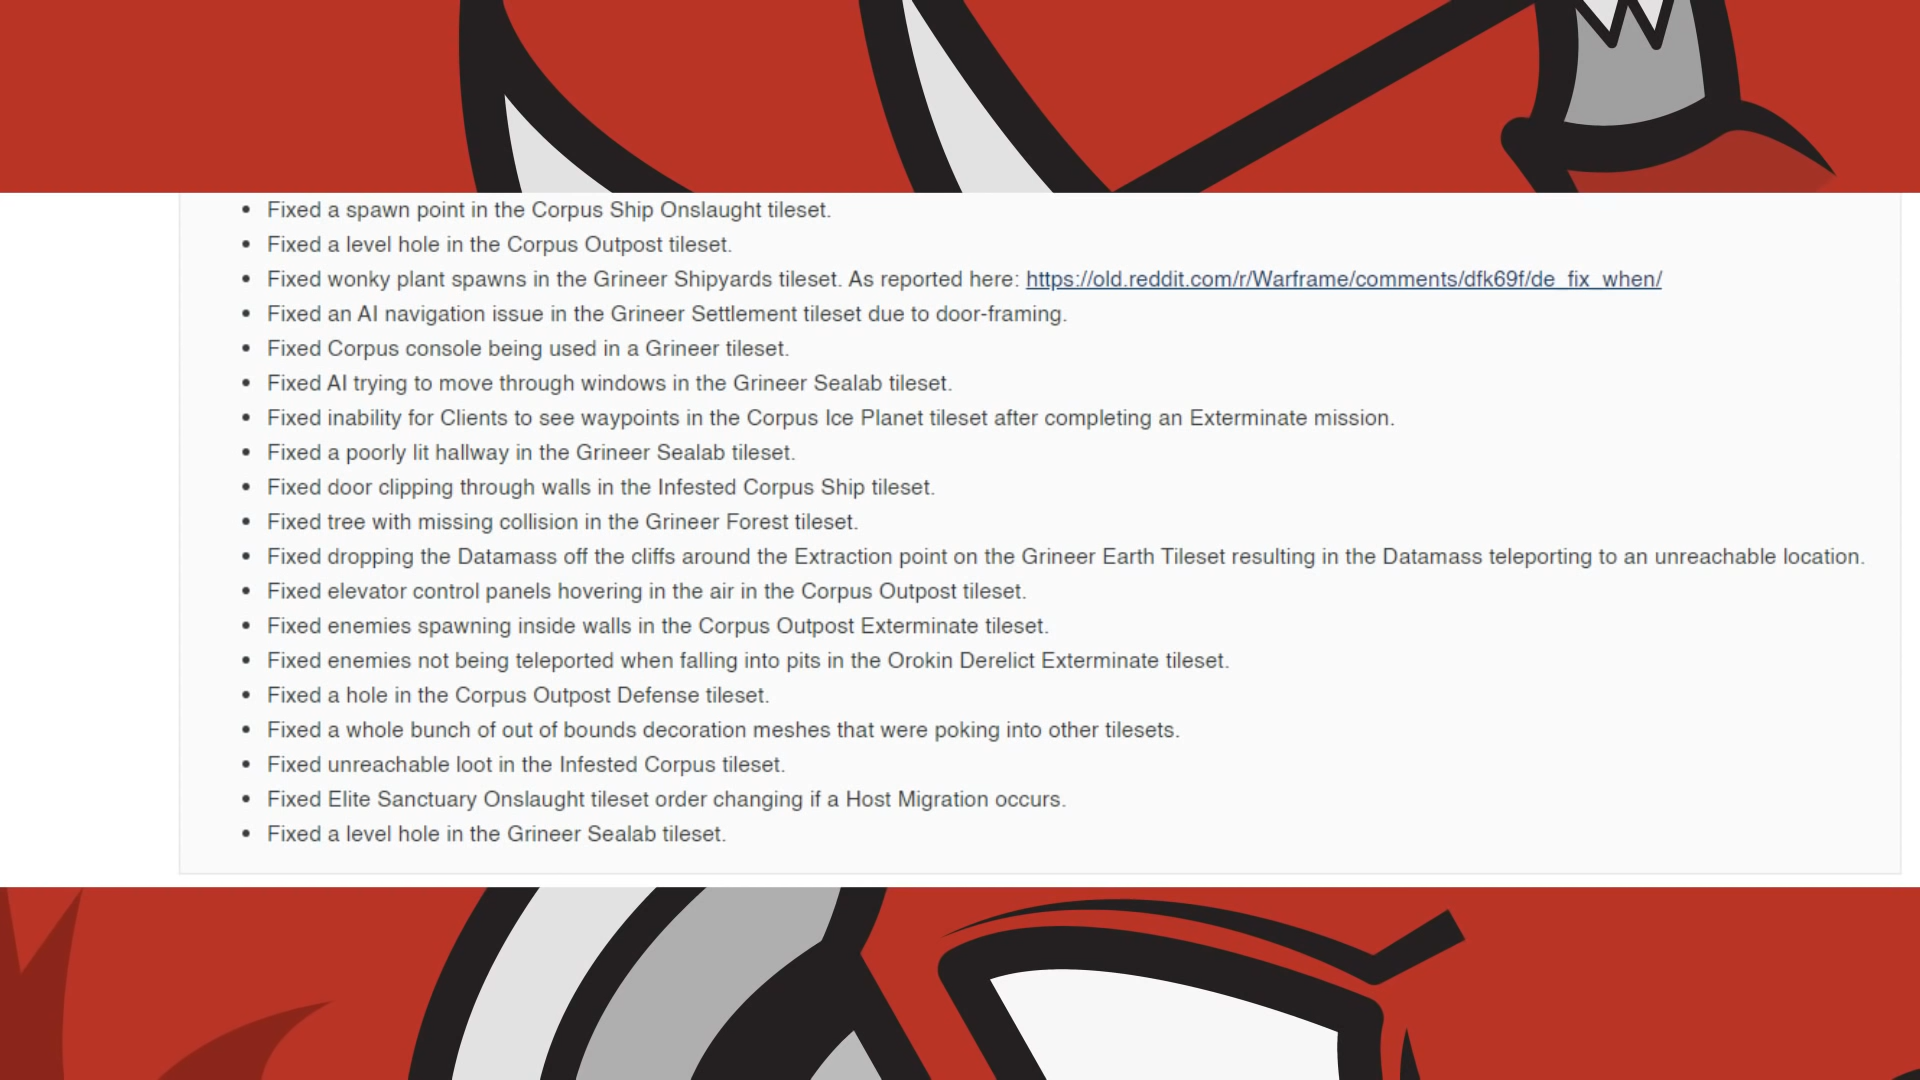 Fixed a spawn point in the Corpus Ship Onslaught tileset.
Fixed a level hole in the Corpus Outpost tileset.
Fixed wonky plant spawns in the Grineer Shipyards tileset. As reported here: https://old.reddit.com/r/Warframe/comments/dfk69f/de_fix_when/
Fixed an AI navigation issue in the Grineer Settlement tileset due to door-framing.
Fixed Corpus console being used in a Grineer tileset.
Fixed AI trying to move through windows in the Grineer Sealab tileset.
Fixed inability for Clients to see waypoints in the Corpus Ice Planet tileset after completing an Exterminate mission.
Fixed a poorly lit hallway in the Grineer Sealab tileset.
Fixed door clipping through walls in the Infested Corpus Ship tileset.
Fixed tree with missing collision in the Grineer Forest tileset.
Fixed dropping the Datamass off the cliffs around the Extraction point on the Grineer Earth Tileset resulting in the Datamass teleporting to an unreachable location.
Fixed elevator control panels hovering in the air in the Corpus Outpost tileset.
Fixed enemies spawning inside walls in the Corpus Outpost Exterminate tileset.
Fixed enemies not being teleported when falling into pits in the Orokin Derelict Exterminate tileset.
Fixed a hole in the Corpus Outpost Defense tileset.
Fixed a whole bunch of out of bounds decoration meshes that were poking into other tilesets.
Fixed unreachable loot in the Infested Corpus tileset.
Fixed Elite Sanctuary Onslaught tileset order changing if a Host Migration occurs.
Fixed a level hole in the Grineer Sealab tileset.